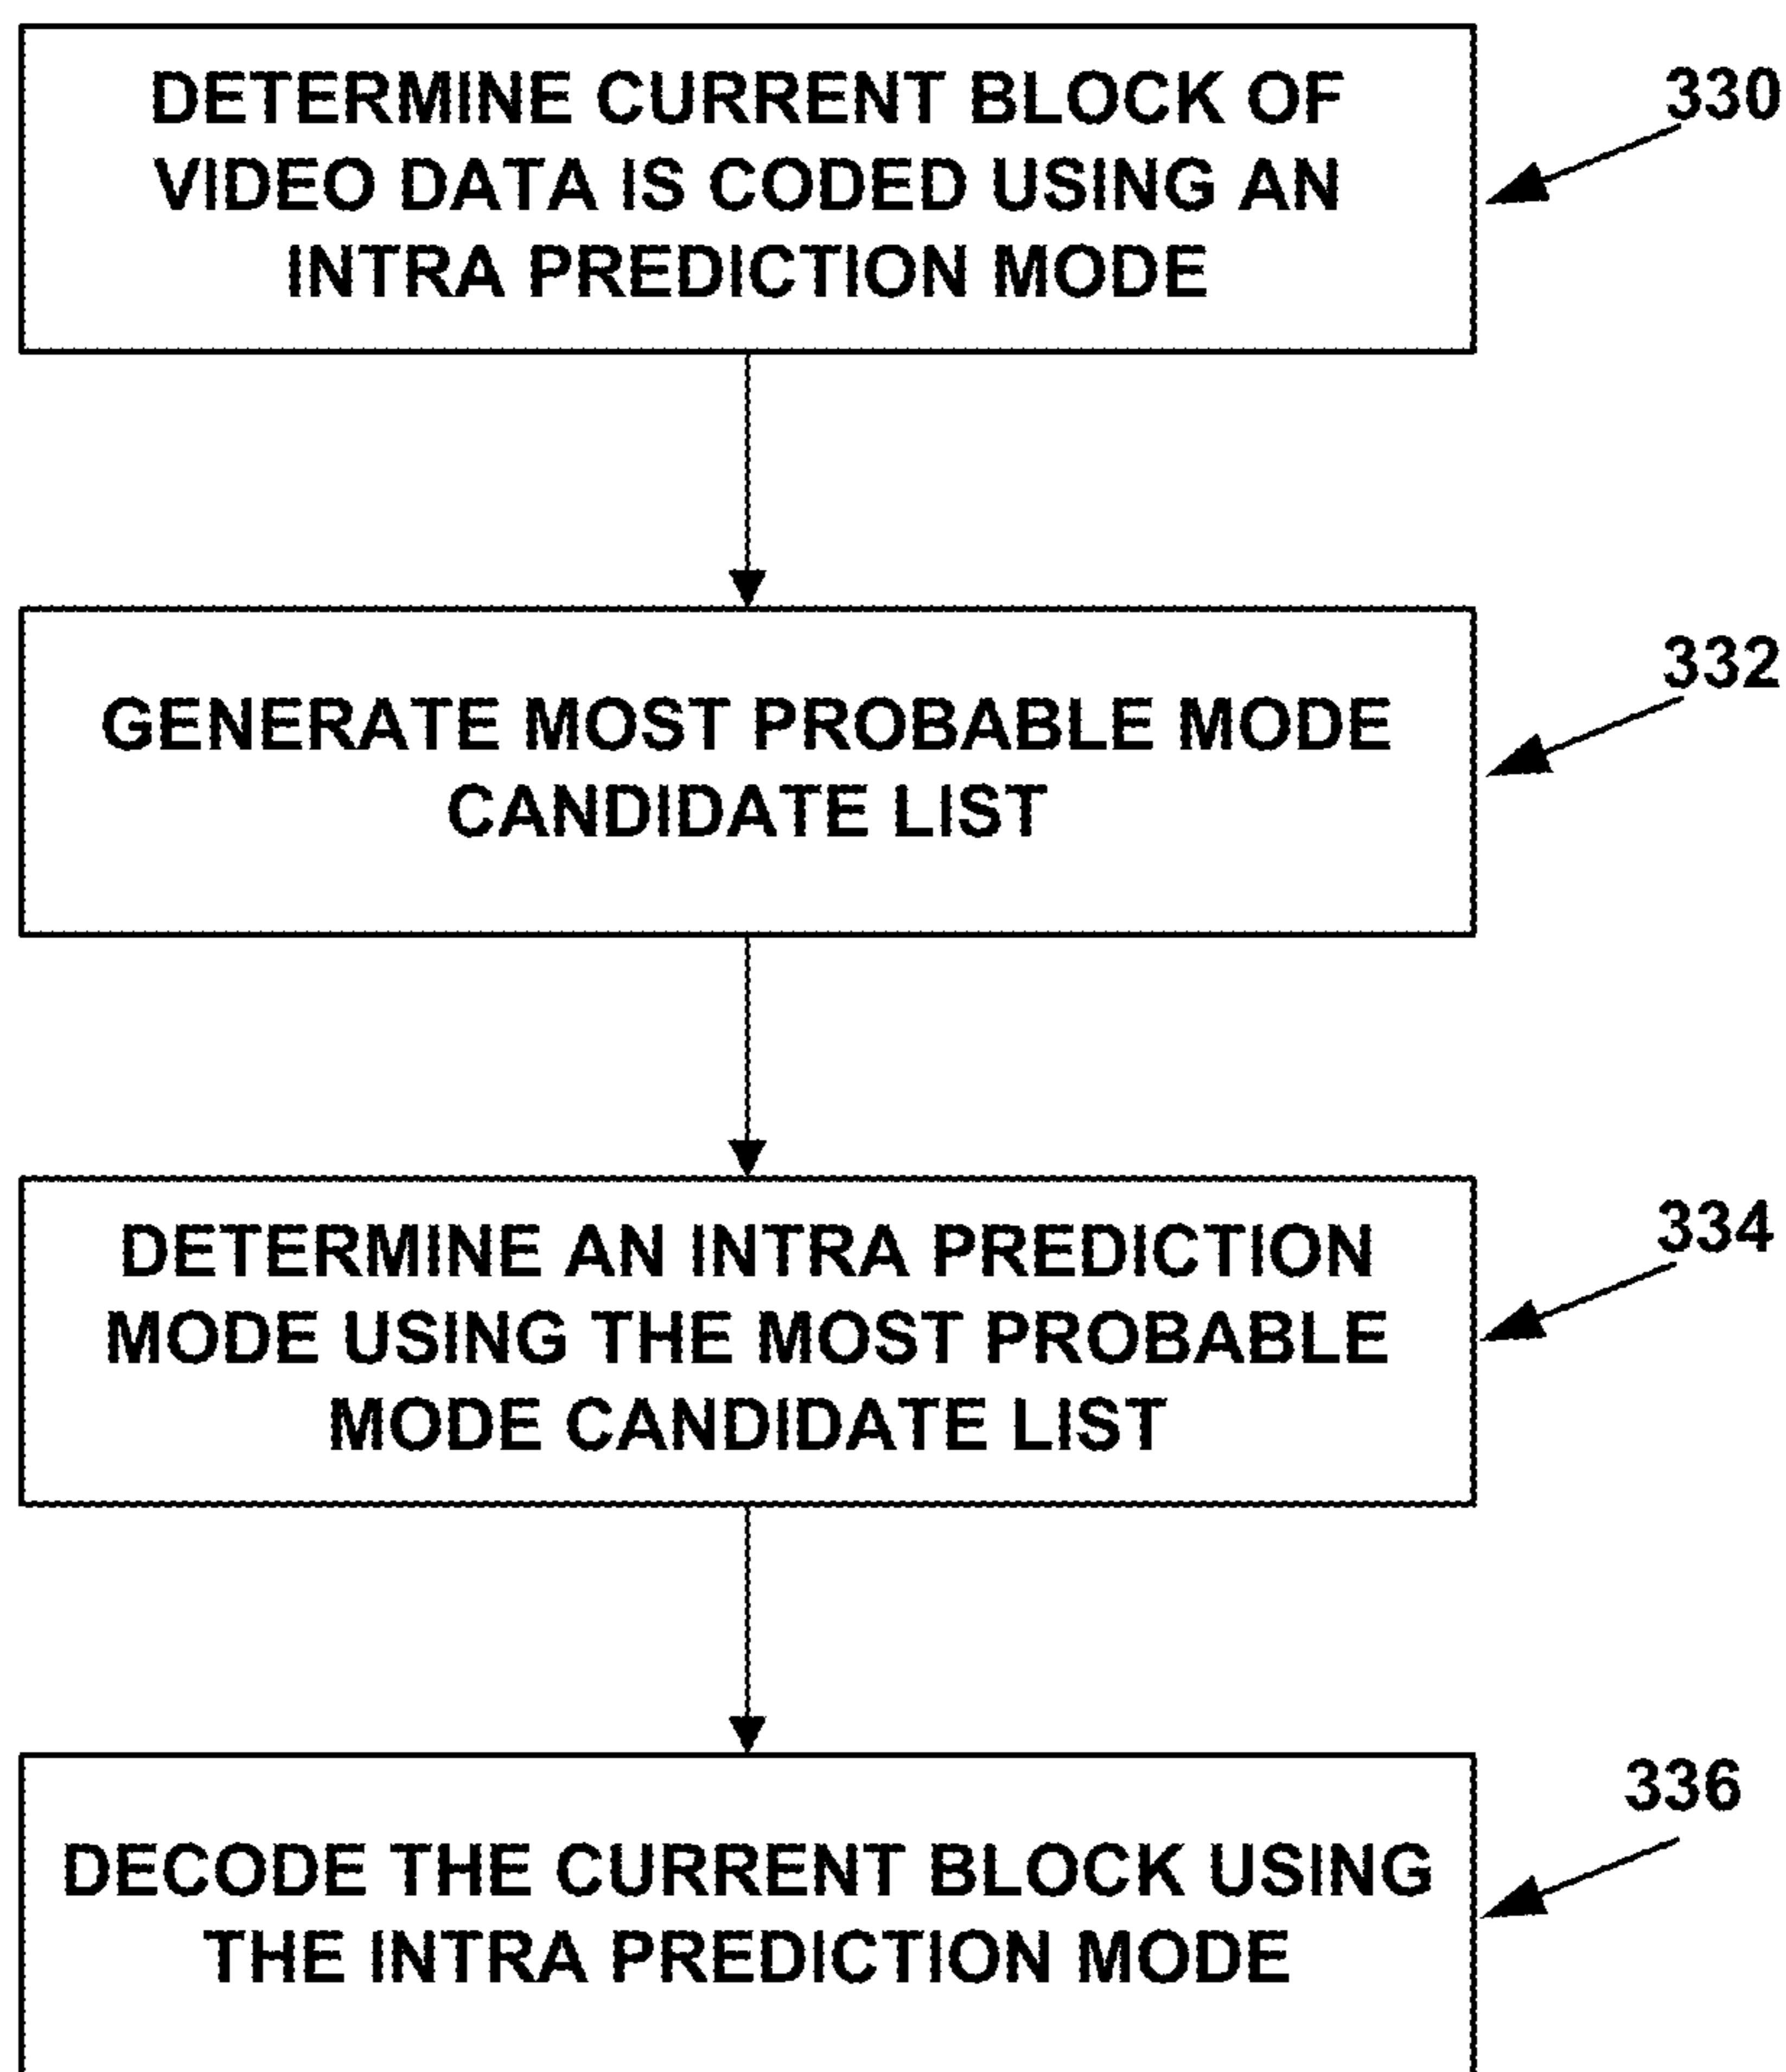 DETERMINE CURRENT BLOCK OF
VIDEO DATA IS CODED USING AN
INTRA PREDICTION MODE
330
GENERATE MOST PROBABLE MODE
CANDIDATE LIST
332
DETERMINE AN INTRA PREDICTION
MODE USING THE MOST PROBABLE
MODE CANDIDATE LIST
334
DECODE THE CURRENT BLOCK USING
THE INTRA PREDICTION MODE
336